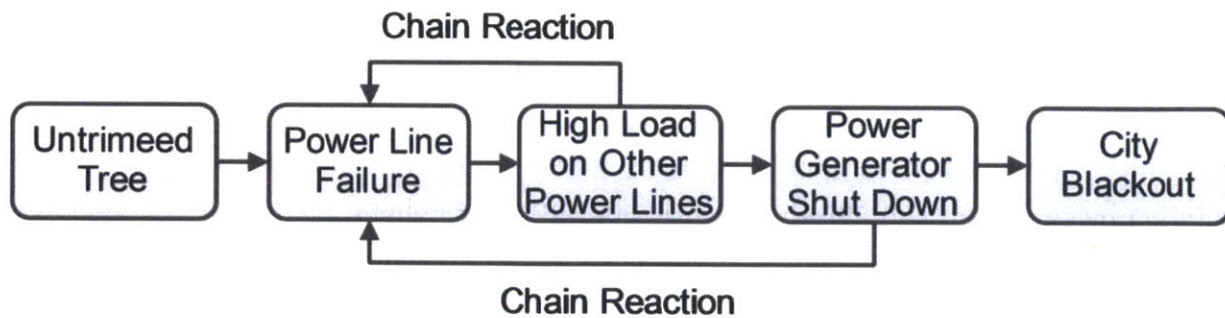 Chain Reaction
Untrimeed
Tree
Power Line
Failure
High Load
on Other
Power Lines
Power
Generator
Shut Down
City
Blackout
Chain Reaction